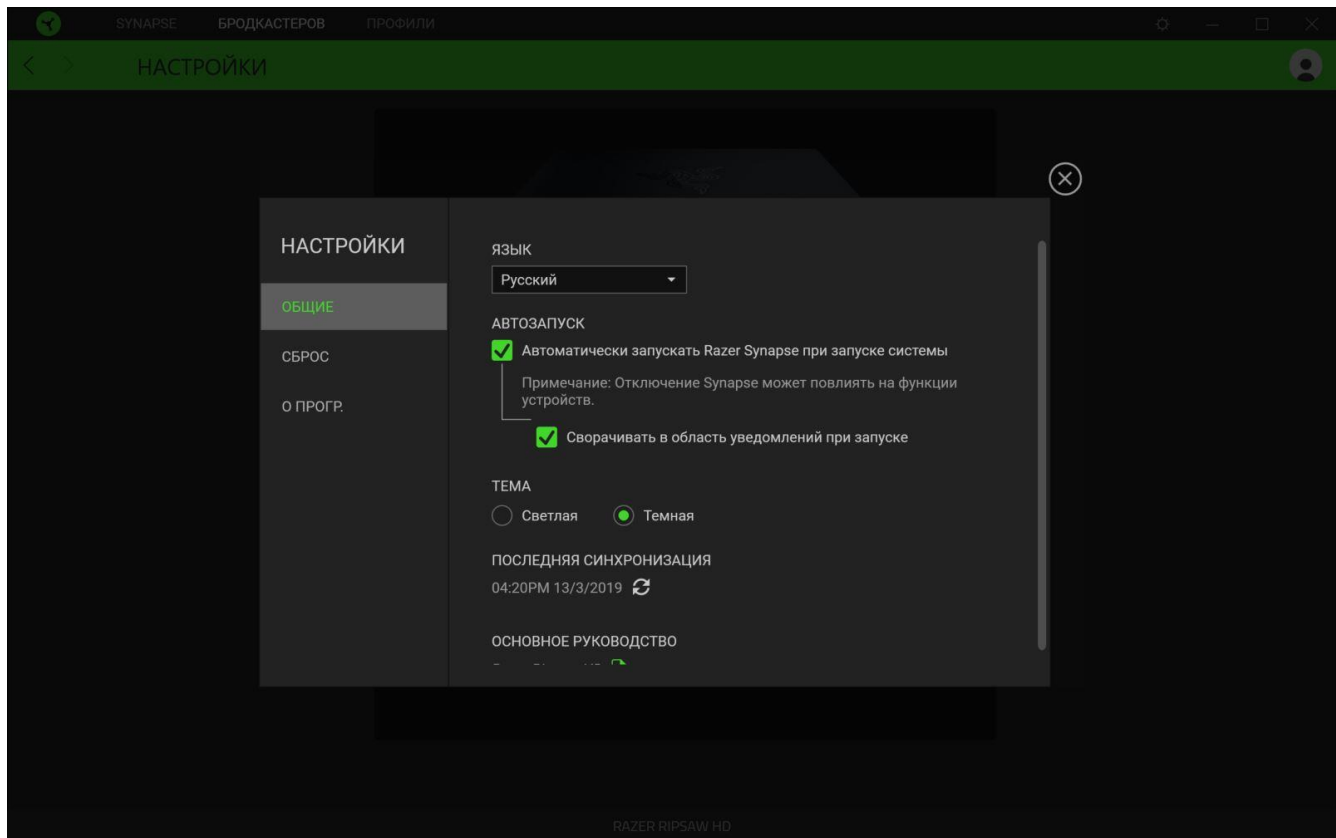 SYNAPSE БРОДКАСТЕРОВ ПРОФИЛИ
НАСТРОЙКИ
НАСТРОЙКИ
ОБЩИЕ
СБРОС
О ПРОГР.
ЯЗЫК
Русский
АВТОЗАПУСК
Автоматически запускать Razer Synapse при запуске системы
Примечание: Отключение Synapse может повлиять на функции
устройств.
Сворачивать в область уведомлений при запуске
ТЕМА
Светлая Темная
ПОСЛЕДНЯЯ СИНХРОНИЗАЦИЯ
04:20PM 13/3/2019
ОСНОВНОЕ РУКОВОДСТВО
RAZER RIPSAW HD